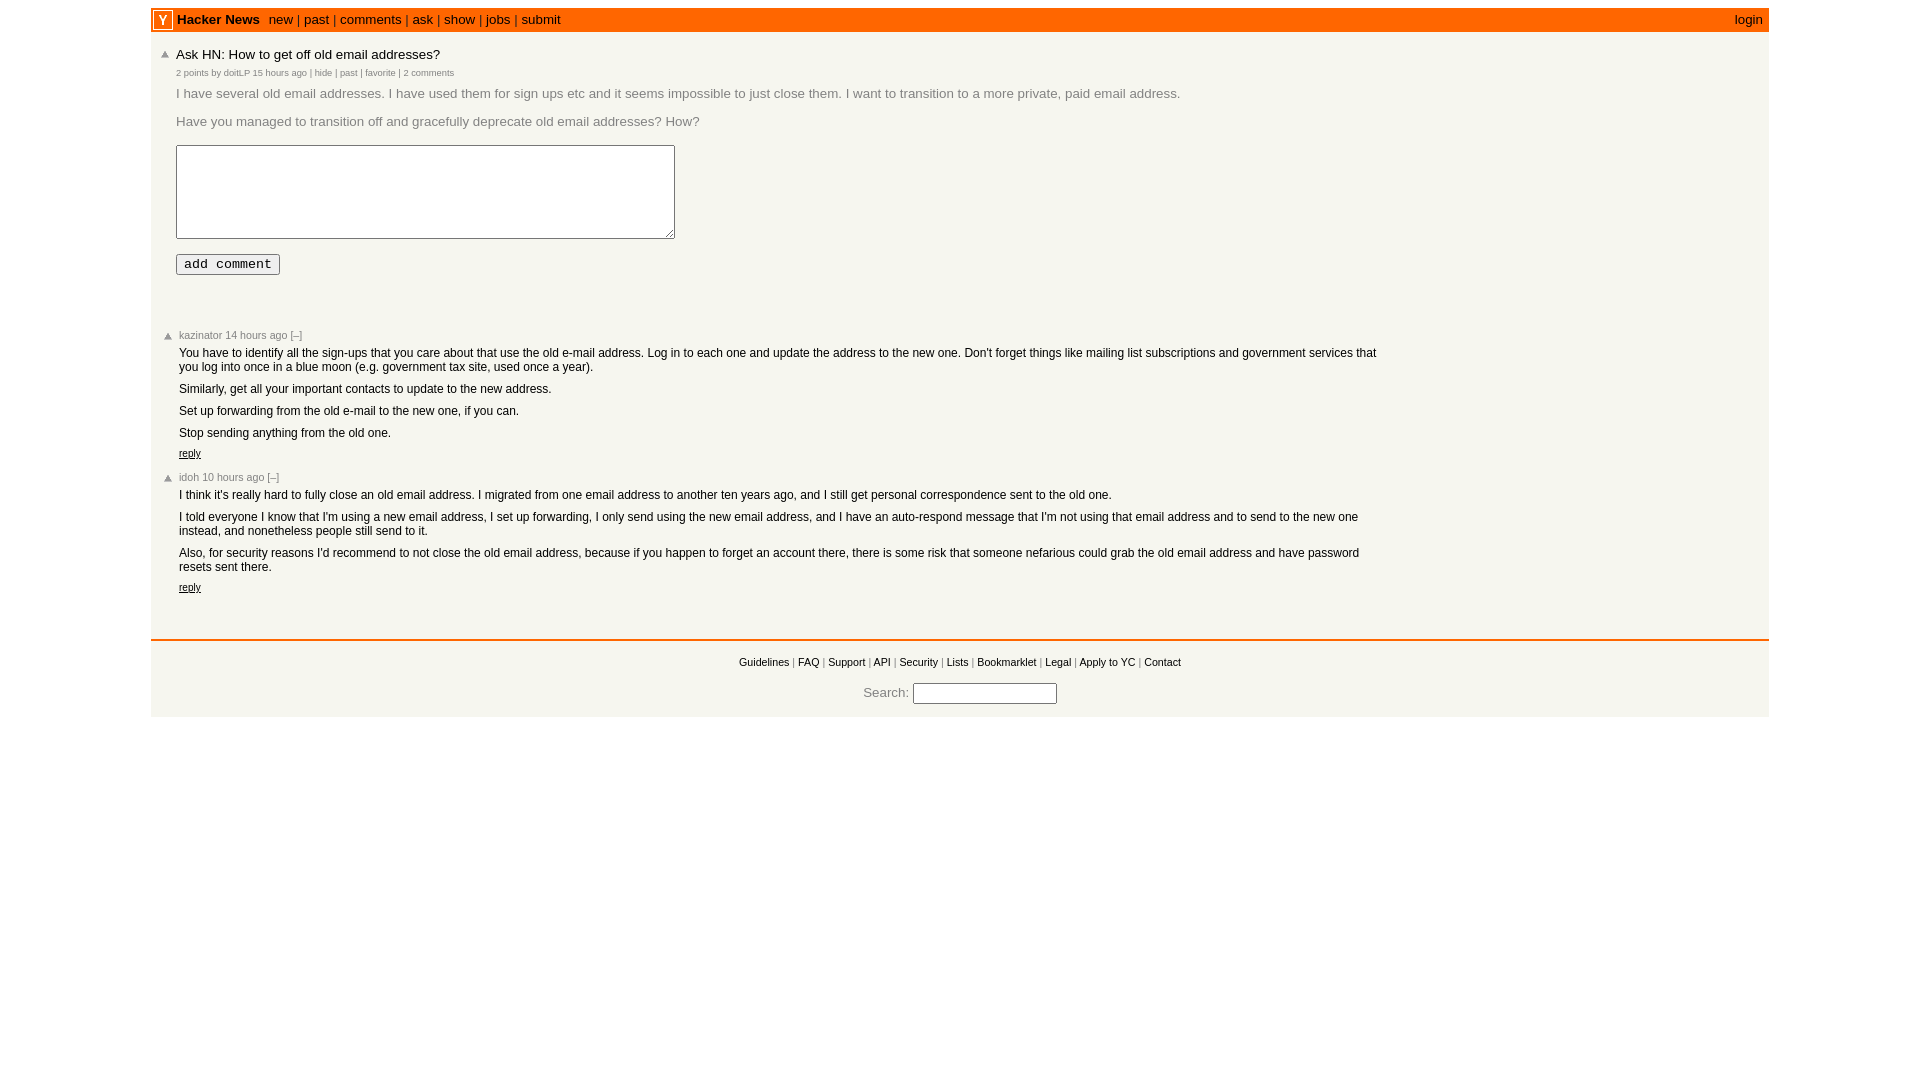 Y Hacker News new | past | comments | ask | show | jobs | submit login
Ask HN: How to get off old email addresses?
2 points by doitLP 15 hours ago | hide | past | favorite | 2 comments
I have several old email addresses. I have used them for sign ups etc and it seems impossible to just close them. I want to transition to a more private, paid email address.
Have you managed to transition off and gracefully deprecate old email addresses? How?
add comment
kazinator 14 hours ago [–]
You have to identify all the sign-ups that you care about that use the old e-mail address. Log in to each one and update the address to the new one. Don't forget things like mailing list subscriptions and government services that
you log into once in a blue moon (e.g. government tax site, used once a year).
Similarly, get all your important contacts to update to the new address.
Set up forwarding from the old e-mail to the new one, if you can.
Stop sending anything from the old one.
reply
idoh 10 hours ago [–]
I think it's really hard to fully close an old email address. I migrated from one email address to another ten years ago, and I still get personal correspondence sent to the old one.
I told everyone I know that I'm using a new email address, I set up forwarding, I only send using the new email address, and I have an auto-respond message that I'm not using that email address and to send to the new one
instead, and nonetheless people still send to it.
Also, for security reasons I'd recommend to not close the old email address, because if you happen to forget an account there, there is some risk that someone nefarious could grab the old email address and have password
resets sent there.
reply
Guidelines | FAQ | Support | API | Security | Lists | Bookmarklet | Legal | Apply to YC | Contact
Search: